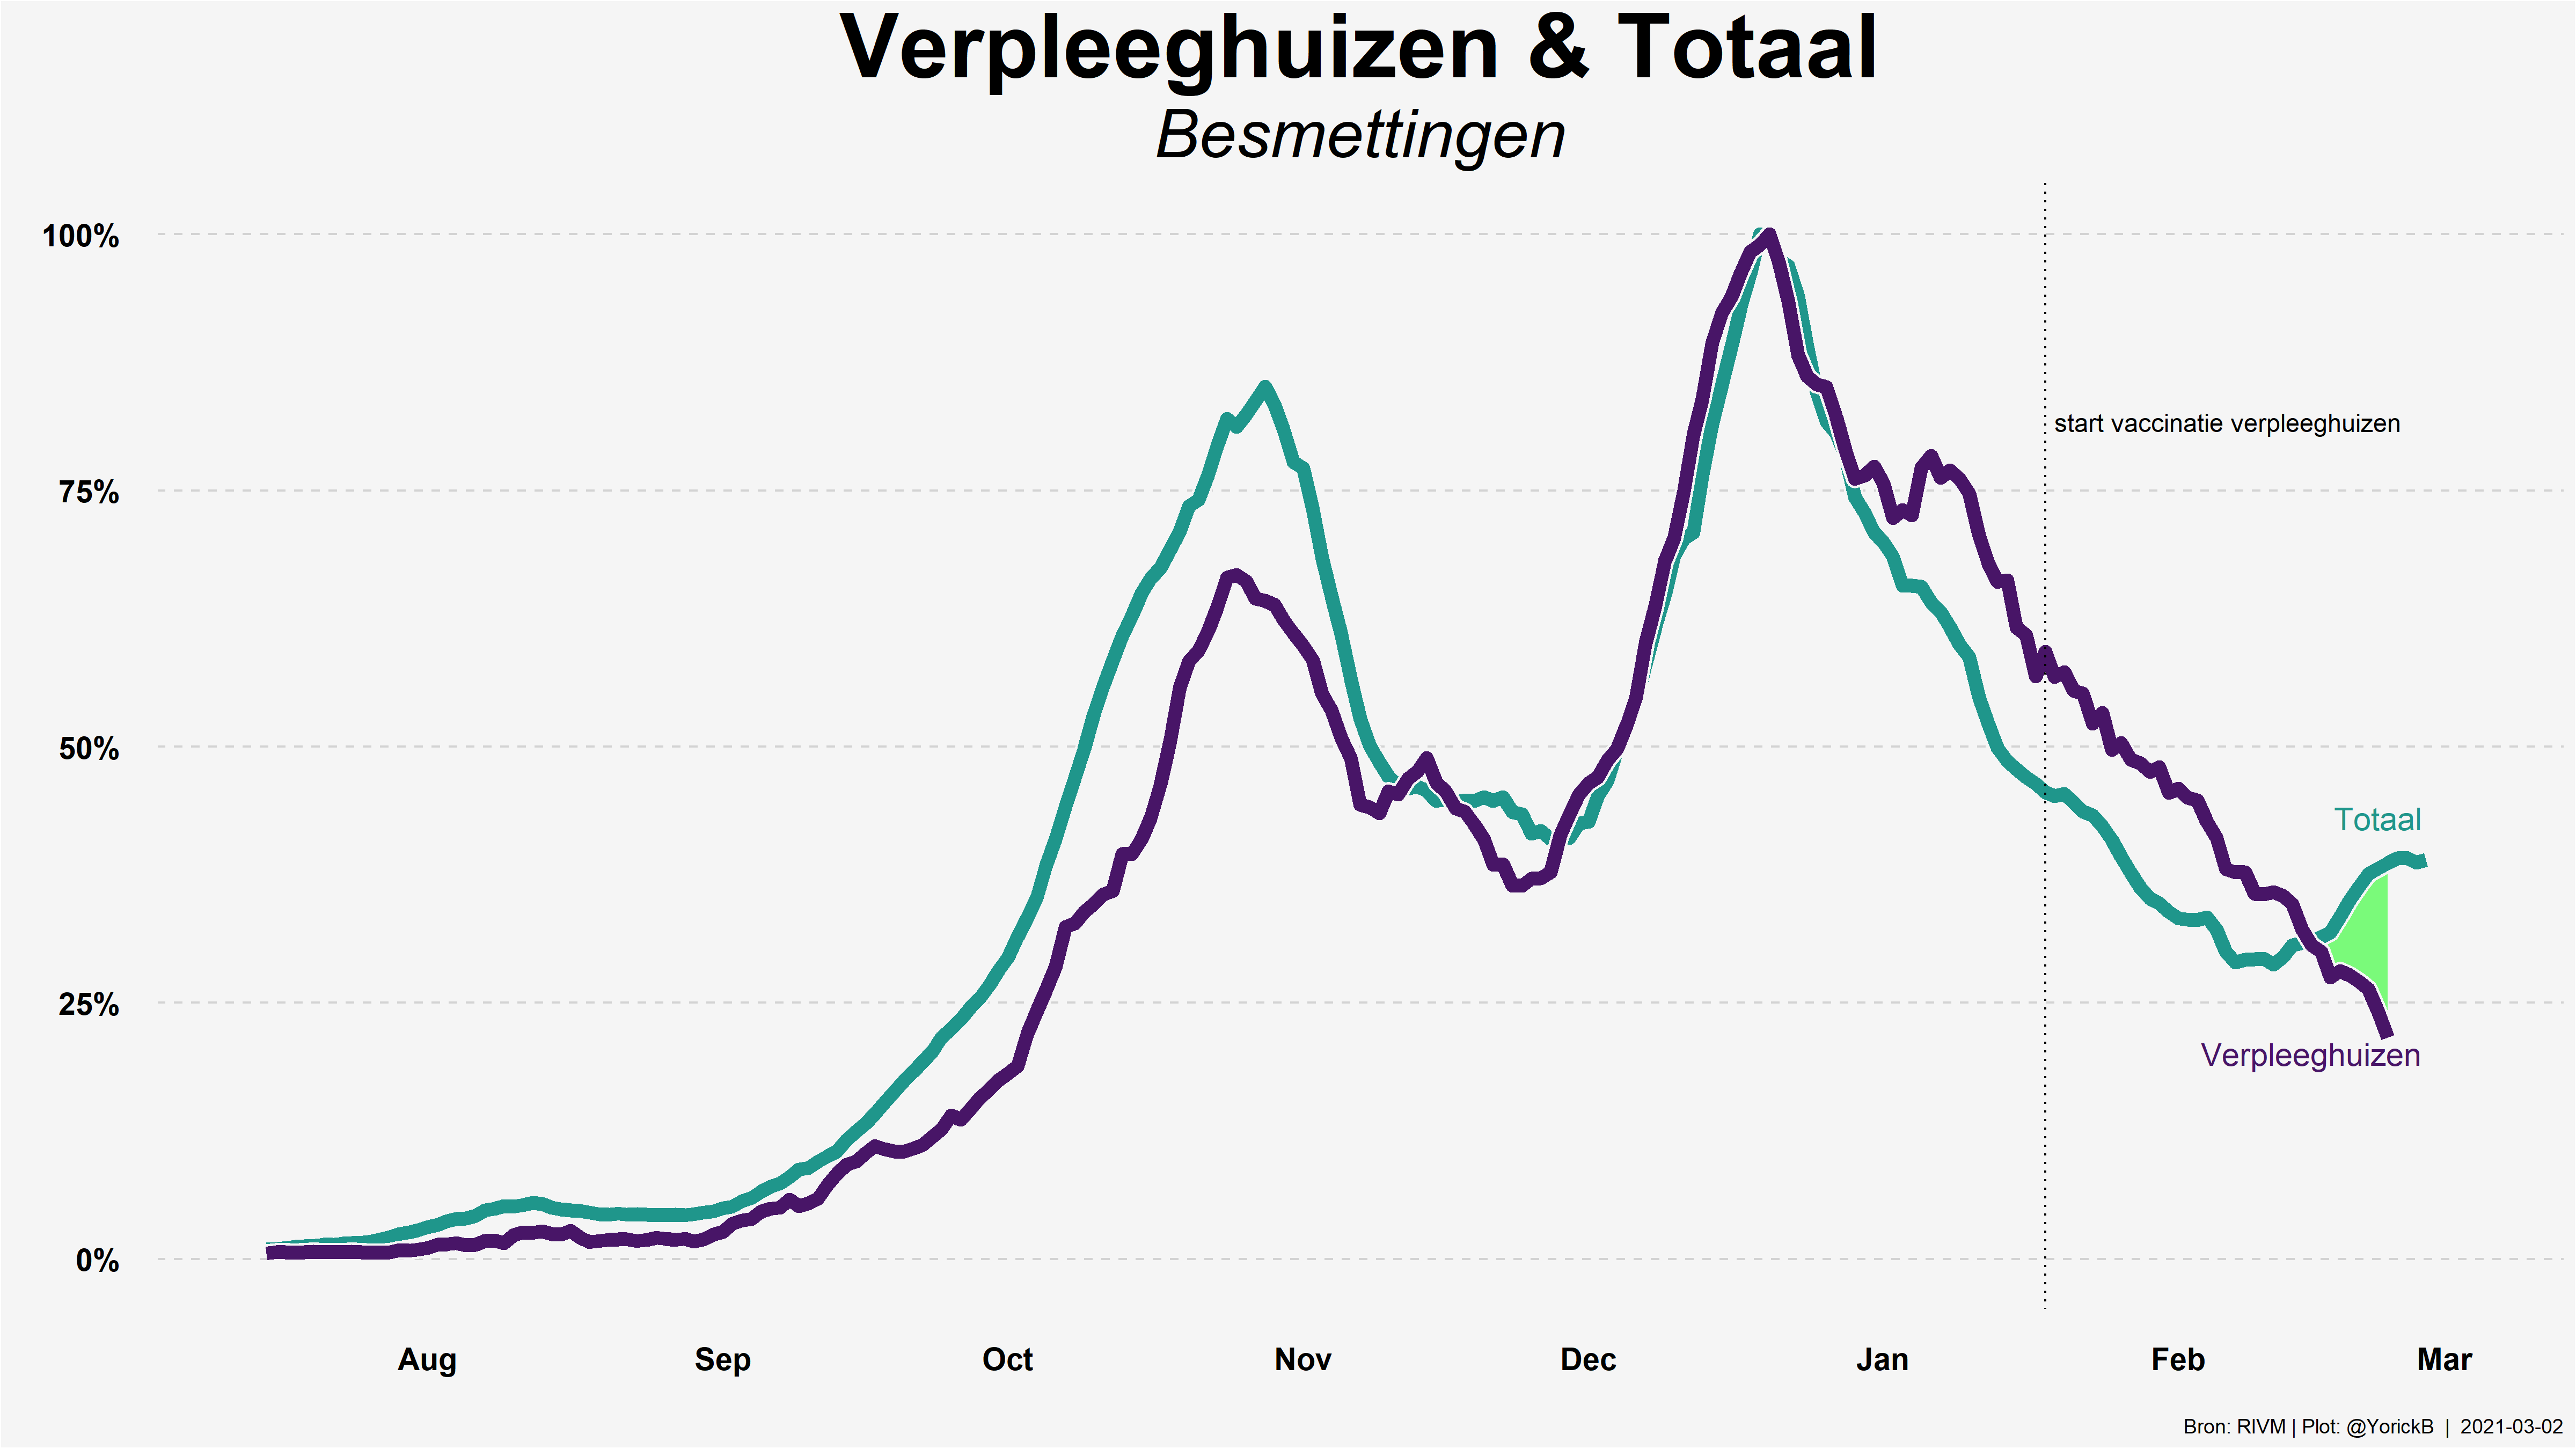 Verpleeghuizen & Totaal
Besmettingen
100%
75%
50%
25%
0%
start vaccinatie verpleeghuizen
Totaal
Verpleeghuizen
Aug Sep Oct Nov Dec Jan Feb Mar
Bron: RIVM | Plot: @YorickB | 2021-03-02